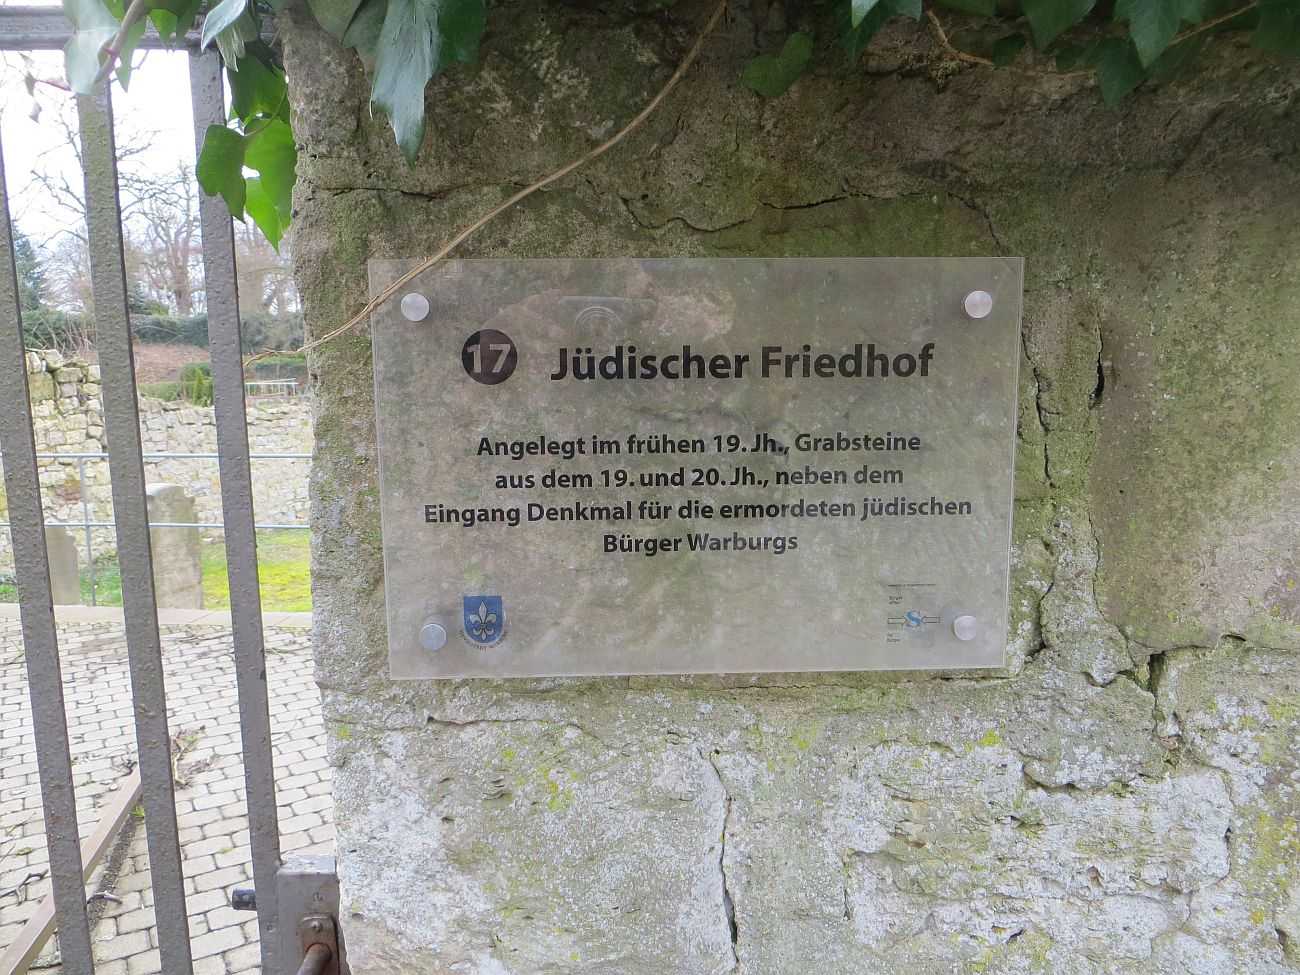 17 Jüdischer Friedhof
Angelegt im frühen 19. Jh., Grabsteine
aus dem 19. und 20. Jh., neben dem
Eingang Denkmal für die ermordeten jüdischen
Bürger Warburgs